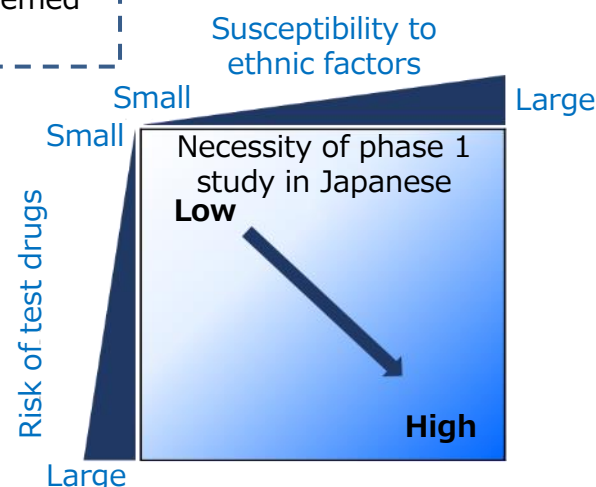 Susceptibility to
ethnic factors
Small
Large
Small
Necessity of phase 1
study in Japanese
Low
Risk of test drugs
High
Large